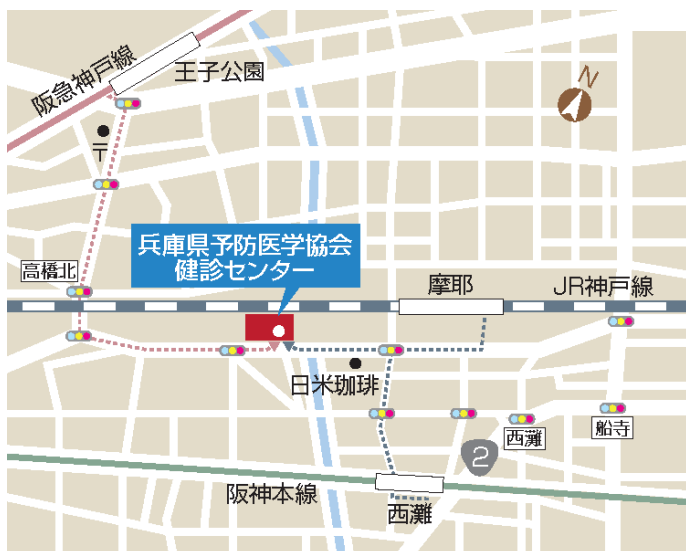 阪急神戸線
王子公園
N
〒
兵庫県予防医学協会
健診センター
高橋北
摩耶
JR神戸線
日米珈琲
西灘
船寺
2
阪神本線
西灘